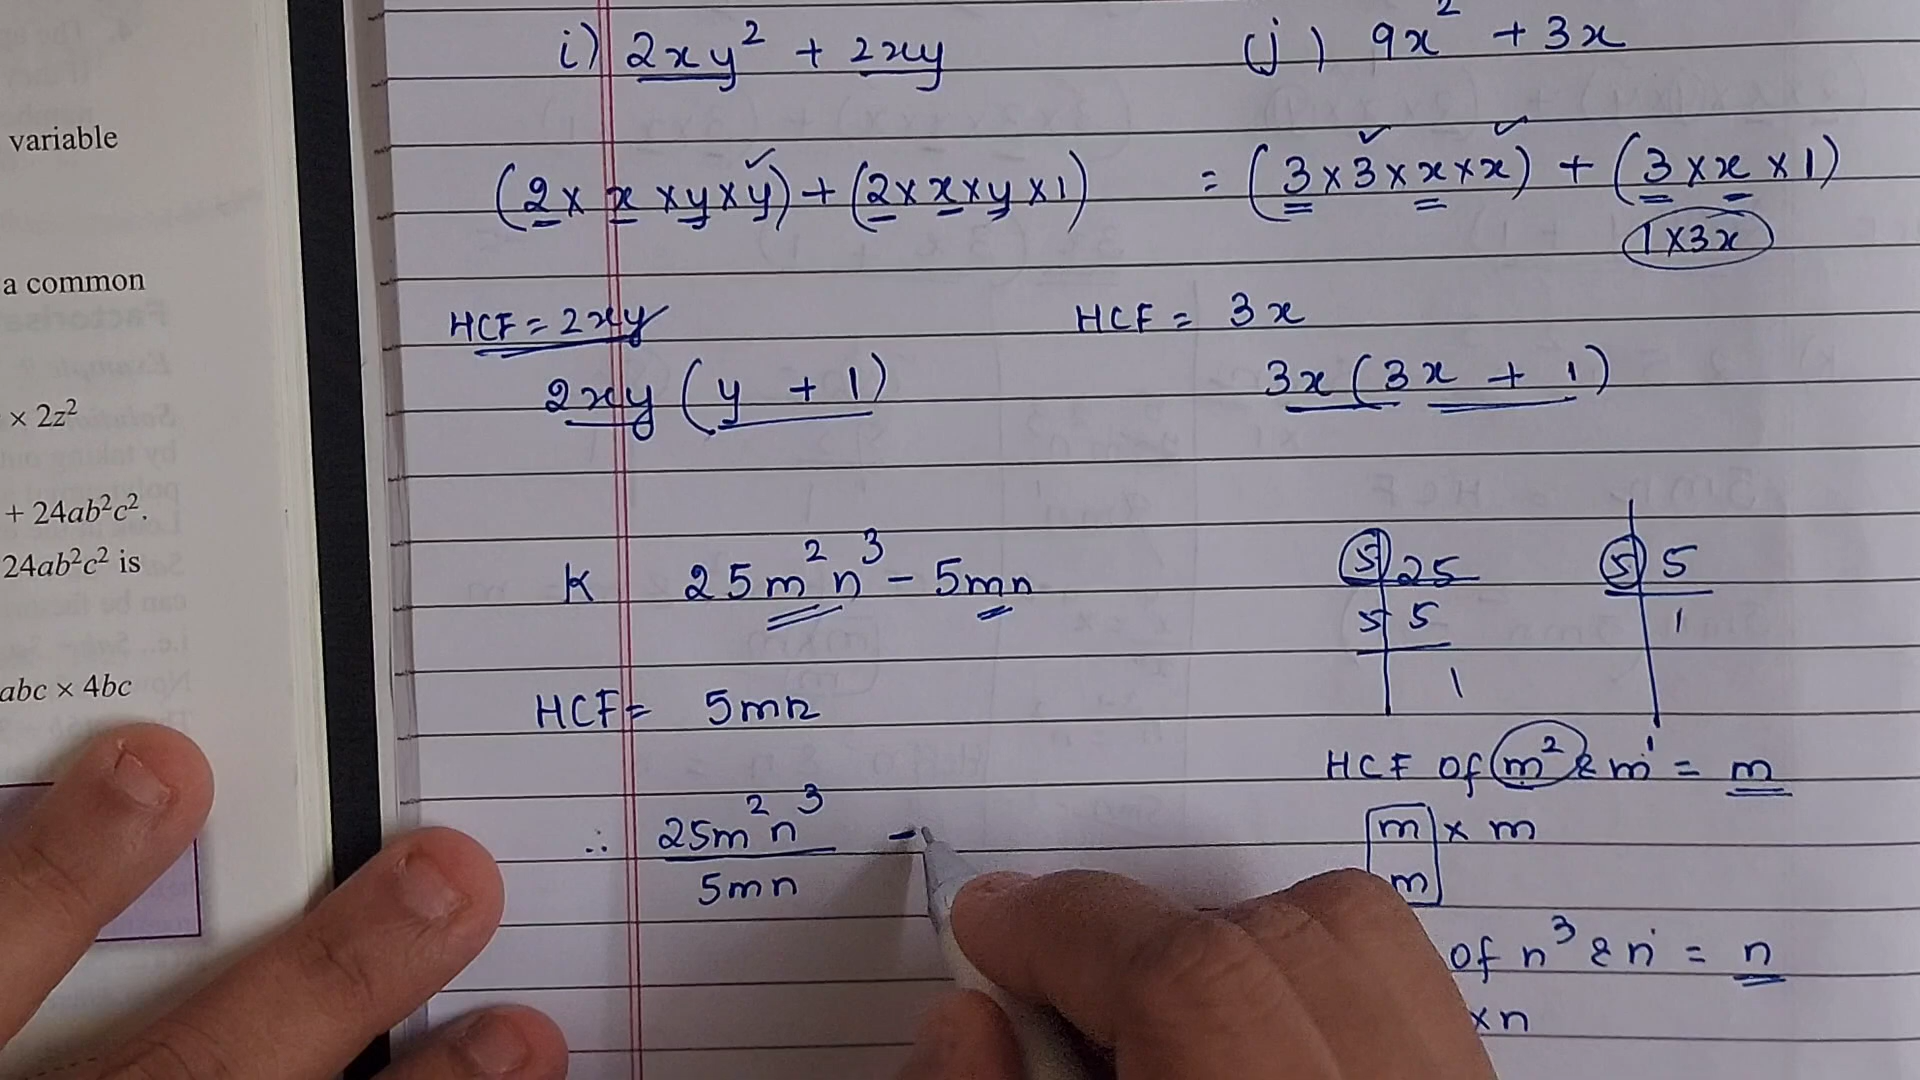 variable
a common
× 2z²
+ 24ab²c².
24ab²c² is
abc × 4bc
i) 2xy² + 2xy
(2 × x × y × y) + (2 × x × y × 1)
HCF = 2xy
2xy (y + 1)
(j) 9x² + 3x
= (3 × 3 × x × x) + (3 × x × 1)
1 × 3x
HCF = 3x
3x (3x + 1)
K 25m²n³ - 5mn
HCF = 5mn
∴ 25m²n³ -
5mn
5 25
5 5
1
5 5
1
HCF of m² & m¹ = m
m × m
m
of n³ & n = n
× n